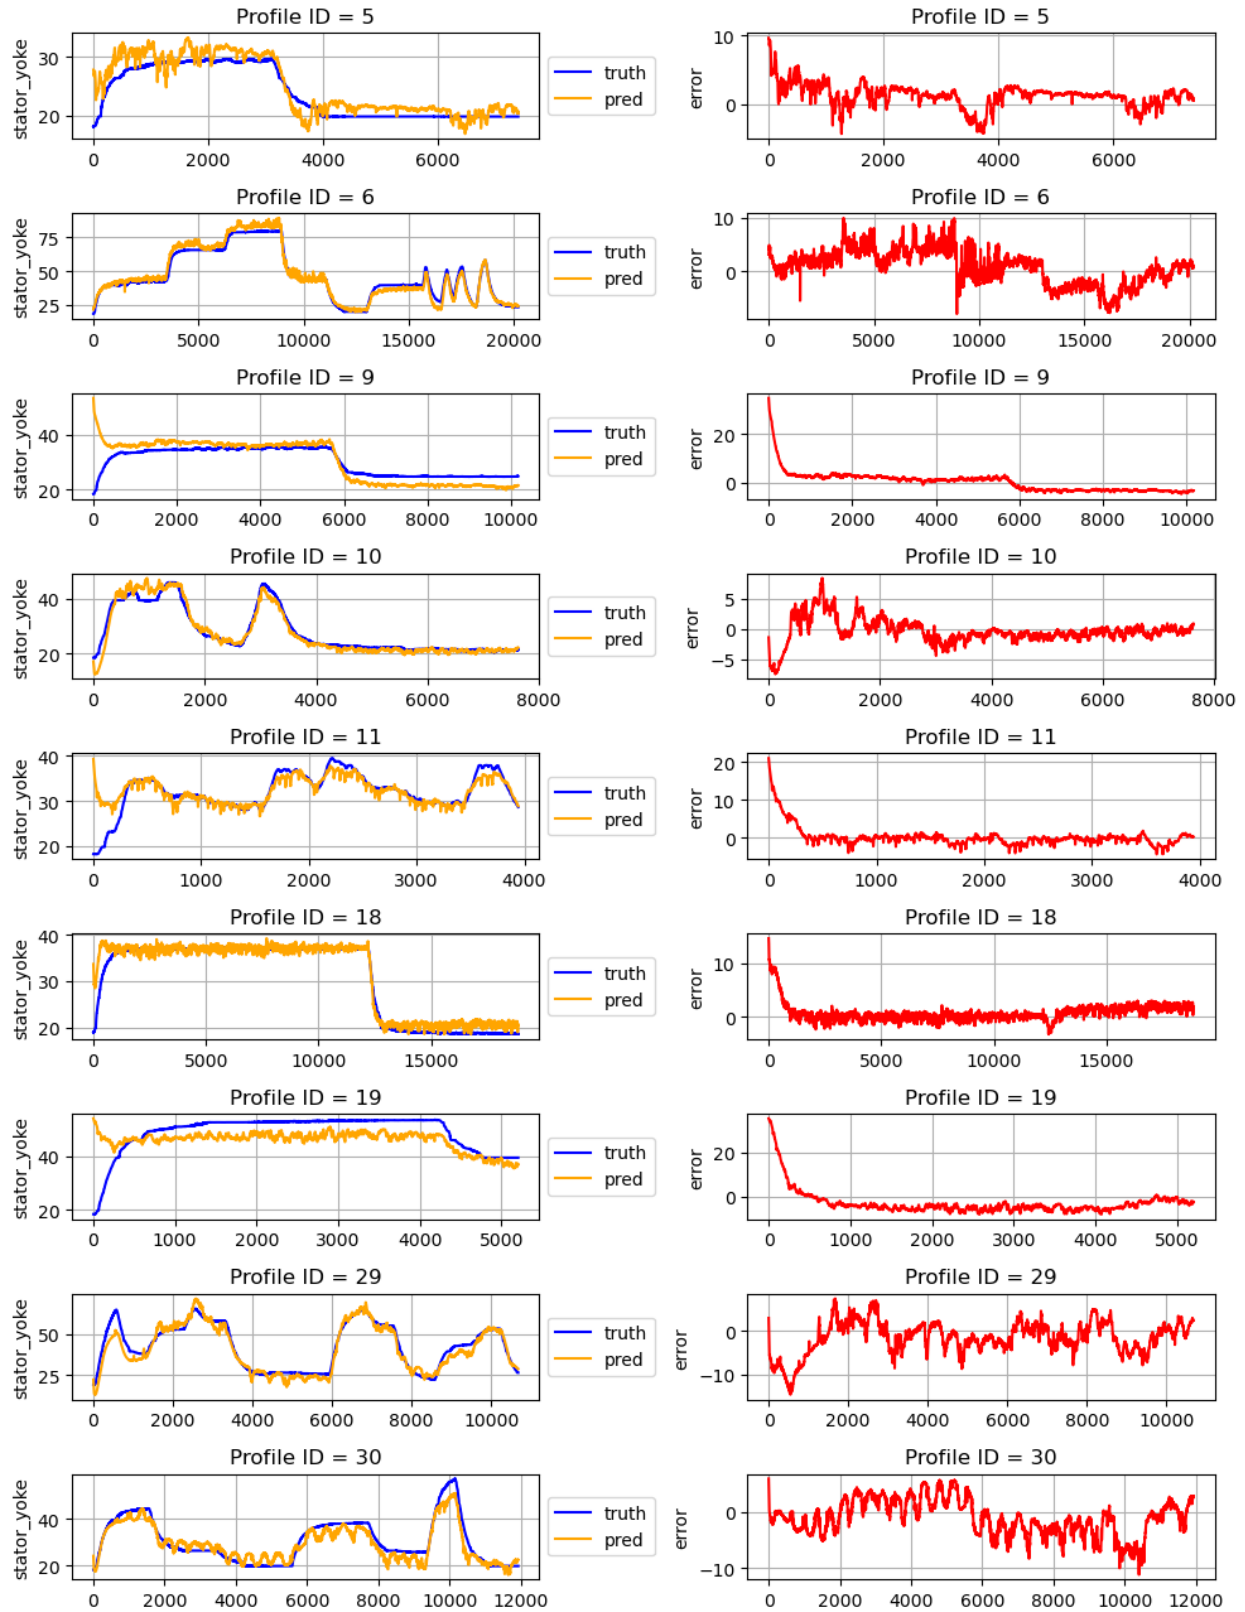 Profile ID = 5
stator_yoke
30
20
0
2000
4000
6000
truth
pred
Profile ID = 5
error
10
0
0
2000
4000
6000
Profile ID = 6
stator_yoke
75
50
25
0
5000
10000
15000
20000
truth
pred
Profile ID = 6
error
10
0
0
5000
10000
15000
20000
Profile ID = 9
stator_yoke
40
20
0
2000
4000
6000
8000
10000
truth
pred
Profile ID = 9
error
20
0
0
2000
4000
6000
8000
10000
Profile ID = 10
stator_yoke
40
20
0
2000
4000
6000
8000
truth
pred
Profile ID = 10
error
5
0
−5
0
2000
4000
6000
8000
Profile ID = 11
stator_yoke
40
30
20
0
1000
2000
3000
4000
truth
pred
Profile ID = 11
error
20
10
0
0
1000
2000
3000
4000
Profile ID = 18
stator_yoke
40
30
20
0
5000
10000
15000
truth
pred
Profile ID = 18
error
10
0
0
5000
10000
15000
Profile ID = 19
stator_yoke
40
20
0
1000
2000
3000
4000
5000
truth
pred
Profile ID = 19
error
20
0
0
1000
2000
3000
4000
5000
Profile ID = 29
stator_yoke
50
25
0
2000
4000
6000
8000
10000
truth
pred
Profile ID = 29
error
0
−10
0
2000
4000
6000
8000
10000
Profile ID = 30
stator_yoke
40
20
0
2000
4000
6000
8000
10000
12000
truth
pred
Profile ID = 30
error
0
−10
0
2000
4000
6000
8000
10000
12000